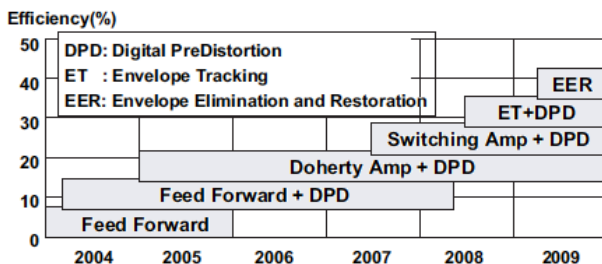 Efficiency(%)
50
DPD: Digital PreDistortion
ET : Envelope Tracking
EER: Envelope Elimination and Restoration
40
EER
30
ET+DPD
Switching Amp + DPD
20
Doherty Amp + DPD
10
Feed Forward + DPD
Feed Forward
0
2004 2005 2006 2007 2008 2009